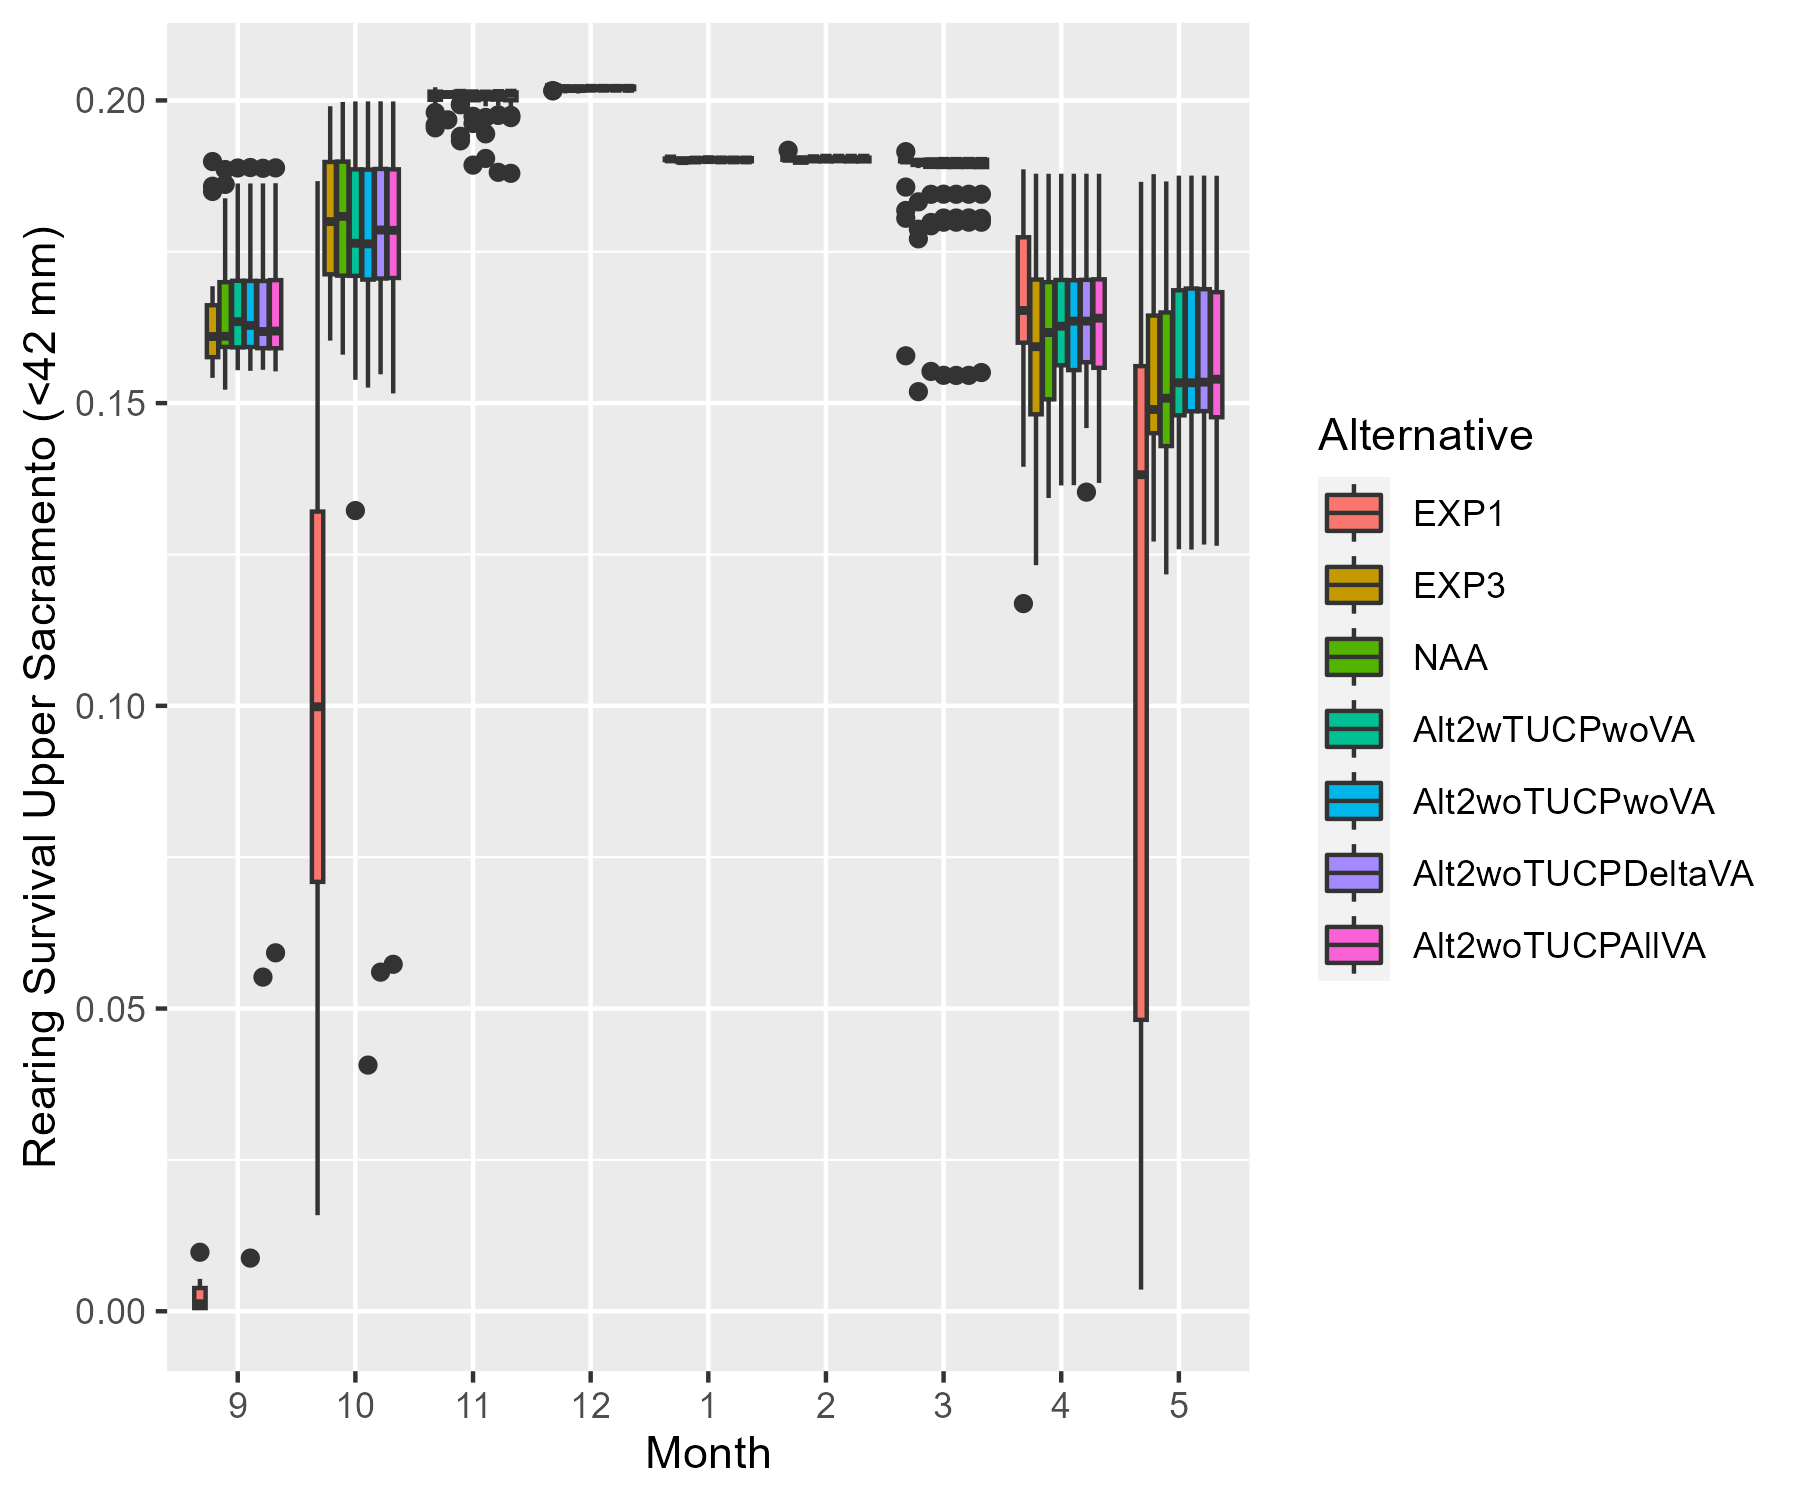 Rearing Survival Upper Sacramento (<42 mm)
0.20
0.15
0.10
0.05
0.00
9 10 11 12 1 2 3 4 5
Month
Alternative
EXP1
EXP3
NAA
Alt2wTUCPwoVA
Alt2woTUCPwoVA
Alt2woTUCPDeltaVA
Alt2woTUCPAllVA